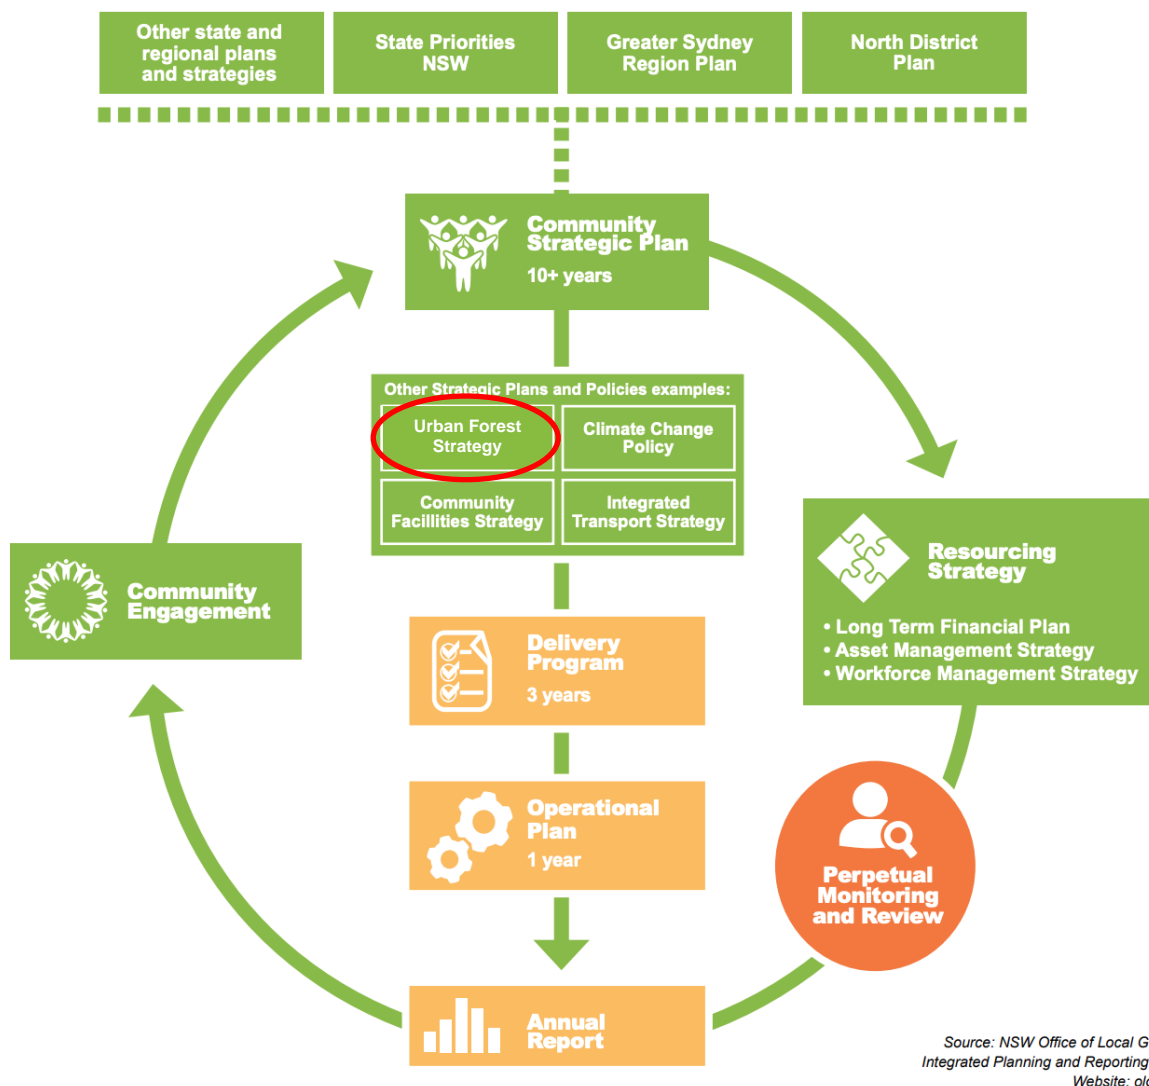 Other state and
regional plans
and strategies
State Priorities
NSW
Greater Sydney
Region Plan
North District
Plan
Community
Strategic Plan
10+ years
Other Strategic Plans and Policies examples:
Urban Forest
Strategy
Climate Change
Policy
Community
Facillities Strategy
Integrated
Transport Strategy
Resourcing
Strategy
• Long Term Financial Plan
• Asset Management Strategy
• Workforce Management Strategy
Community
Engagement
Delivery
Program
3 years
Operational
Plan
1 year
Perpetual
Monitoring
and Review
Annual
Report
Source: NSW Office of Local G
Integrated Planning and Reporting
Website: olg